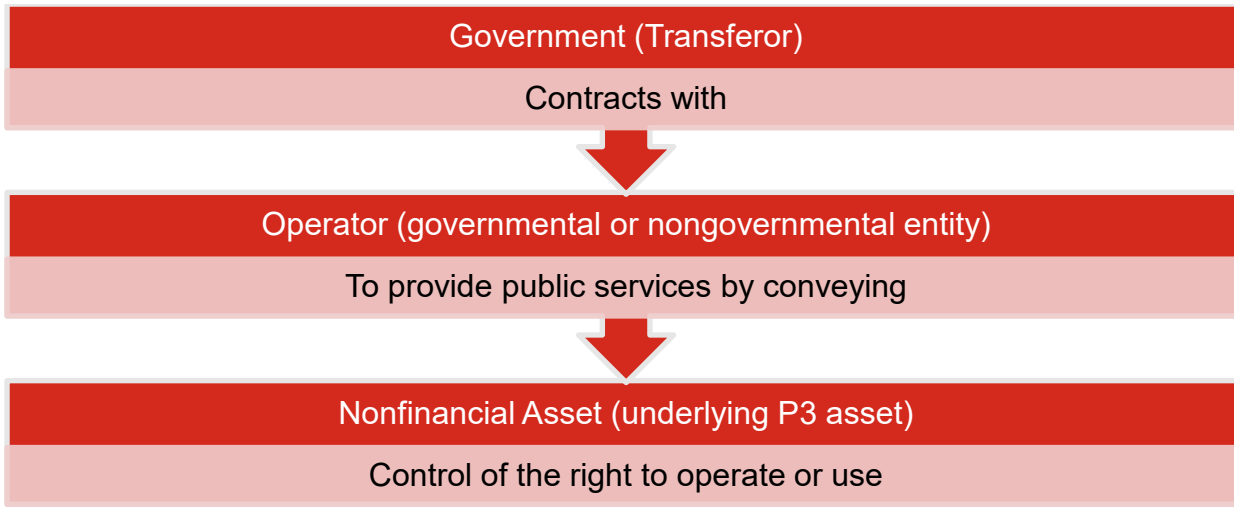 Government (Transferor)
Contracts with
Operator (governmental or nongovernmental entity)
To provide public services by conveying
Nonfinancial Asset (underlying P3 asset)
Control of the right to operate or use